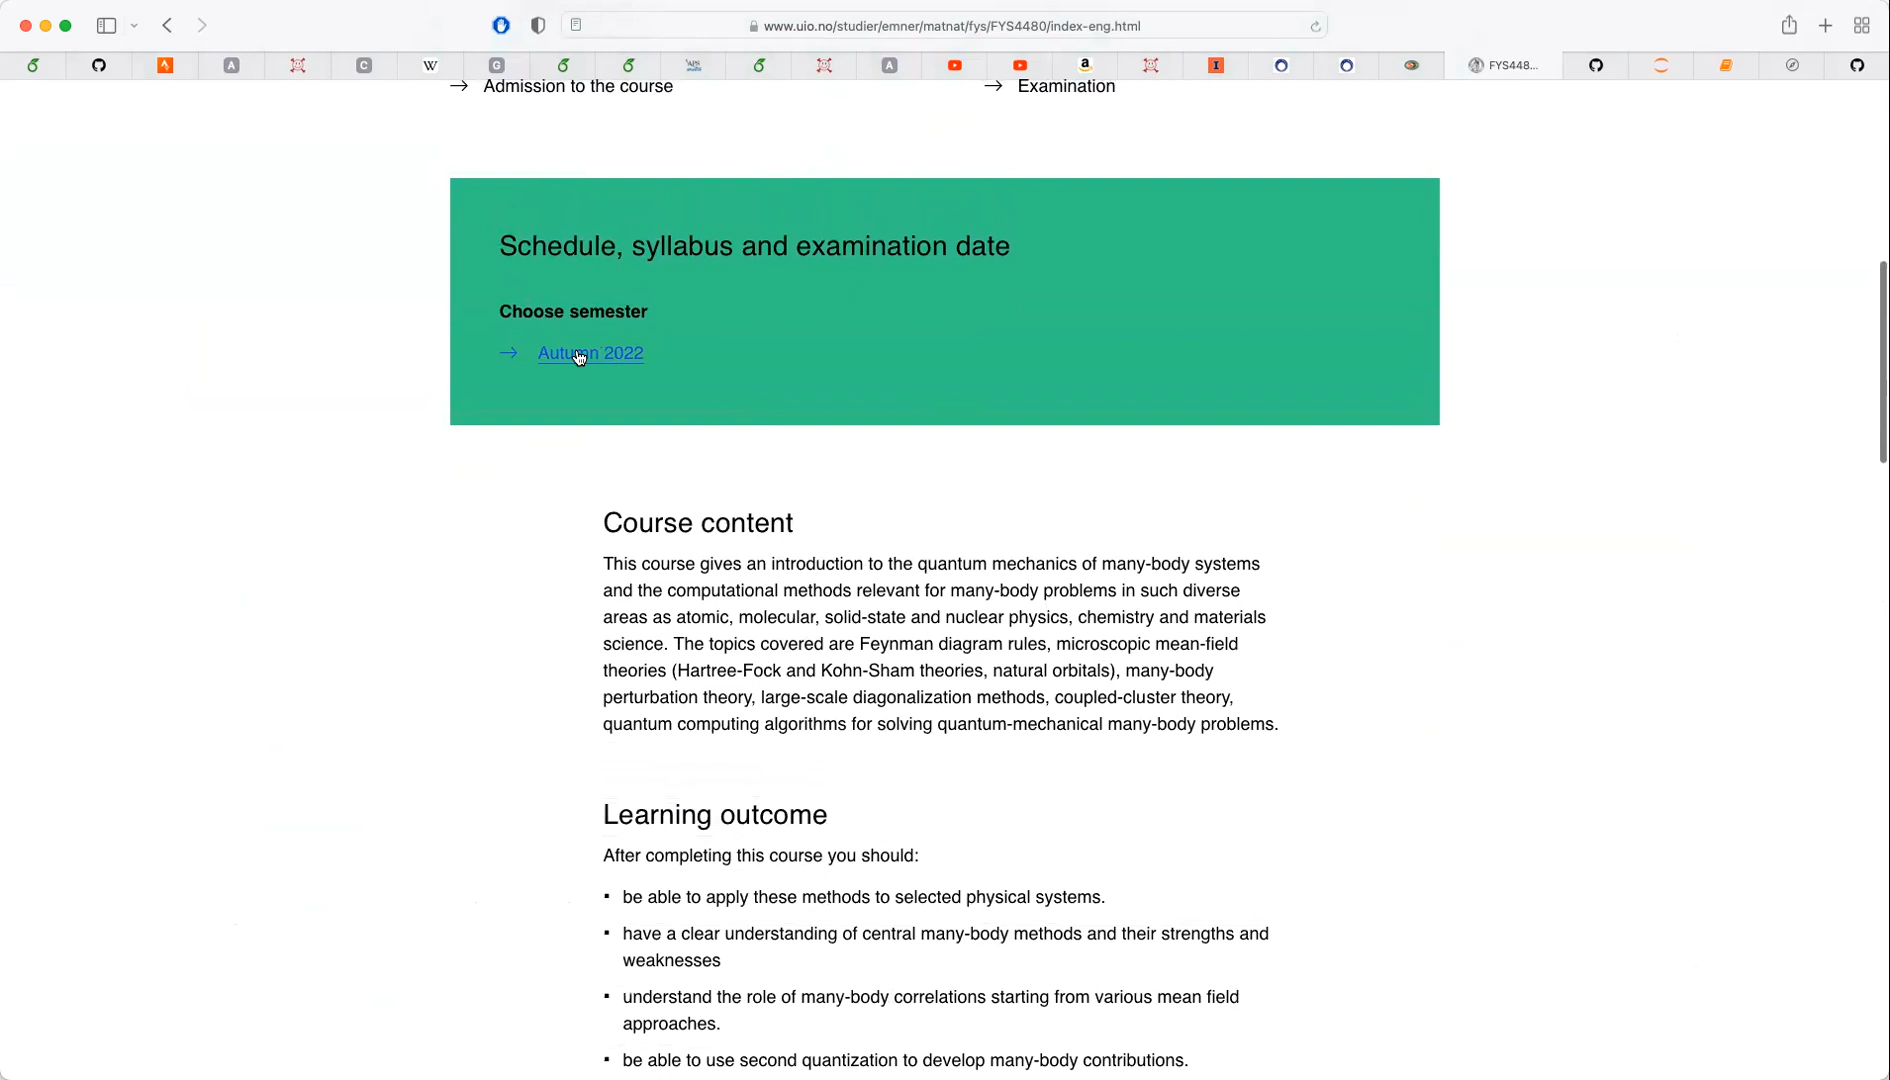 www.uio.no/studier/emner/matnat/fys/FYS4480/index-eng.html
FYS448...
Admission to the course
Examination
Schedule, syllabus and examination date
Choose semester
Autumn 2022
Course content
This course gives an introduction to the quantum mechanics of many-body systems
and the computational methods relevant for many-body problems in such diverse
areas as atomic, molecular, solid-state and nuclear physics, chemistry and materials
science. The topics covered are Feynman diagram rules, microscopic mean-field
theories (Hartree-Fock and Kohn-Sham theories, natural orbitals), many-body
perturbation theory, large-scale diagonalization methods, coupled-cluster theory,
quantum computing algorithms for solving quantum-mechanical many-body problems.
Learning outcome
After completing this course you should:
▪ be able to apply these methods to selected physical systems.
▪ have a clear understanding of central many-body methods and their strengths and
weaknesses
▪ understand the role of many-body correlations starting from various mean field
approaches.
▪ be able to use second quantization to develop many-body contributions.